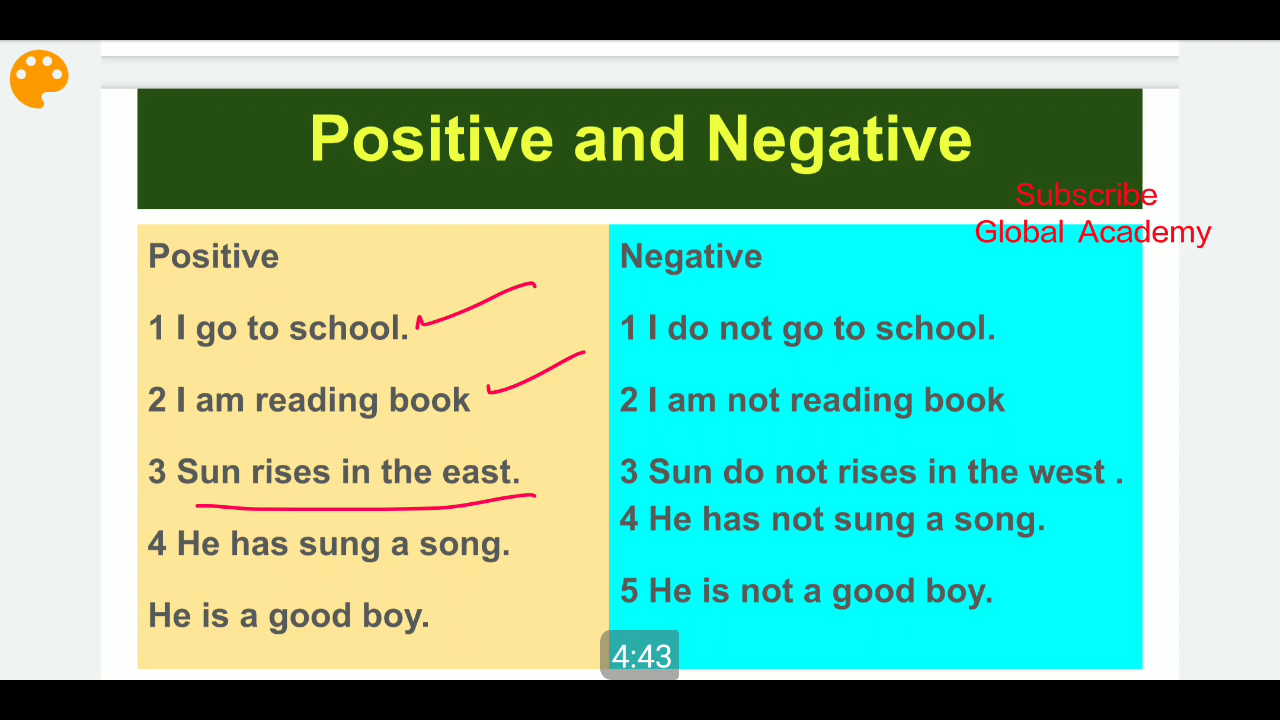 Positive and Negative
Subscribe
Global Academy
Positive
1 I go to school.
2 I am reading book
3 Sun rises in the east.
4 He has sung a song.
He is a good boy.
Negative
1 I do not go to school.
2 I am not reading book
3 Sun do not rises in the west .
4 He has not sung a song.
5 He is not a good boy.
4:43